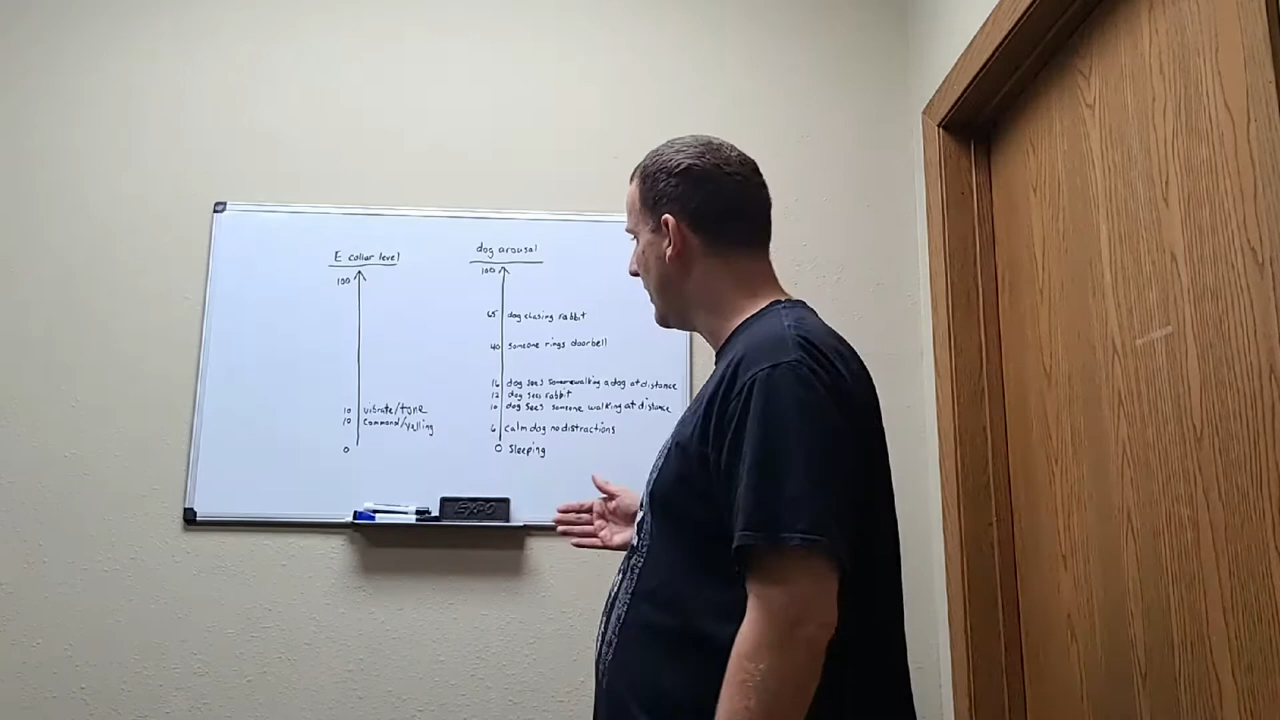 E collar level
100
10 vibrate/tone
10 command/yelling
0
dog arousal
100
65 dog chasing rabbit
40 someone rings doorbell
16 dog sees someone walking a dog at distance
12 dog sees rabbit
10 dog sees someone walking at distance
6 calm dog no distractions
0 Sleeping
EXPO